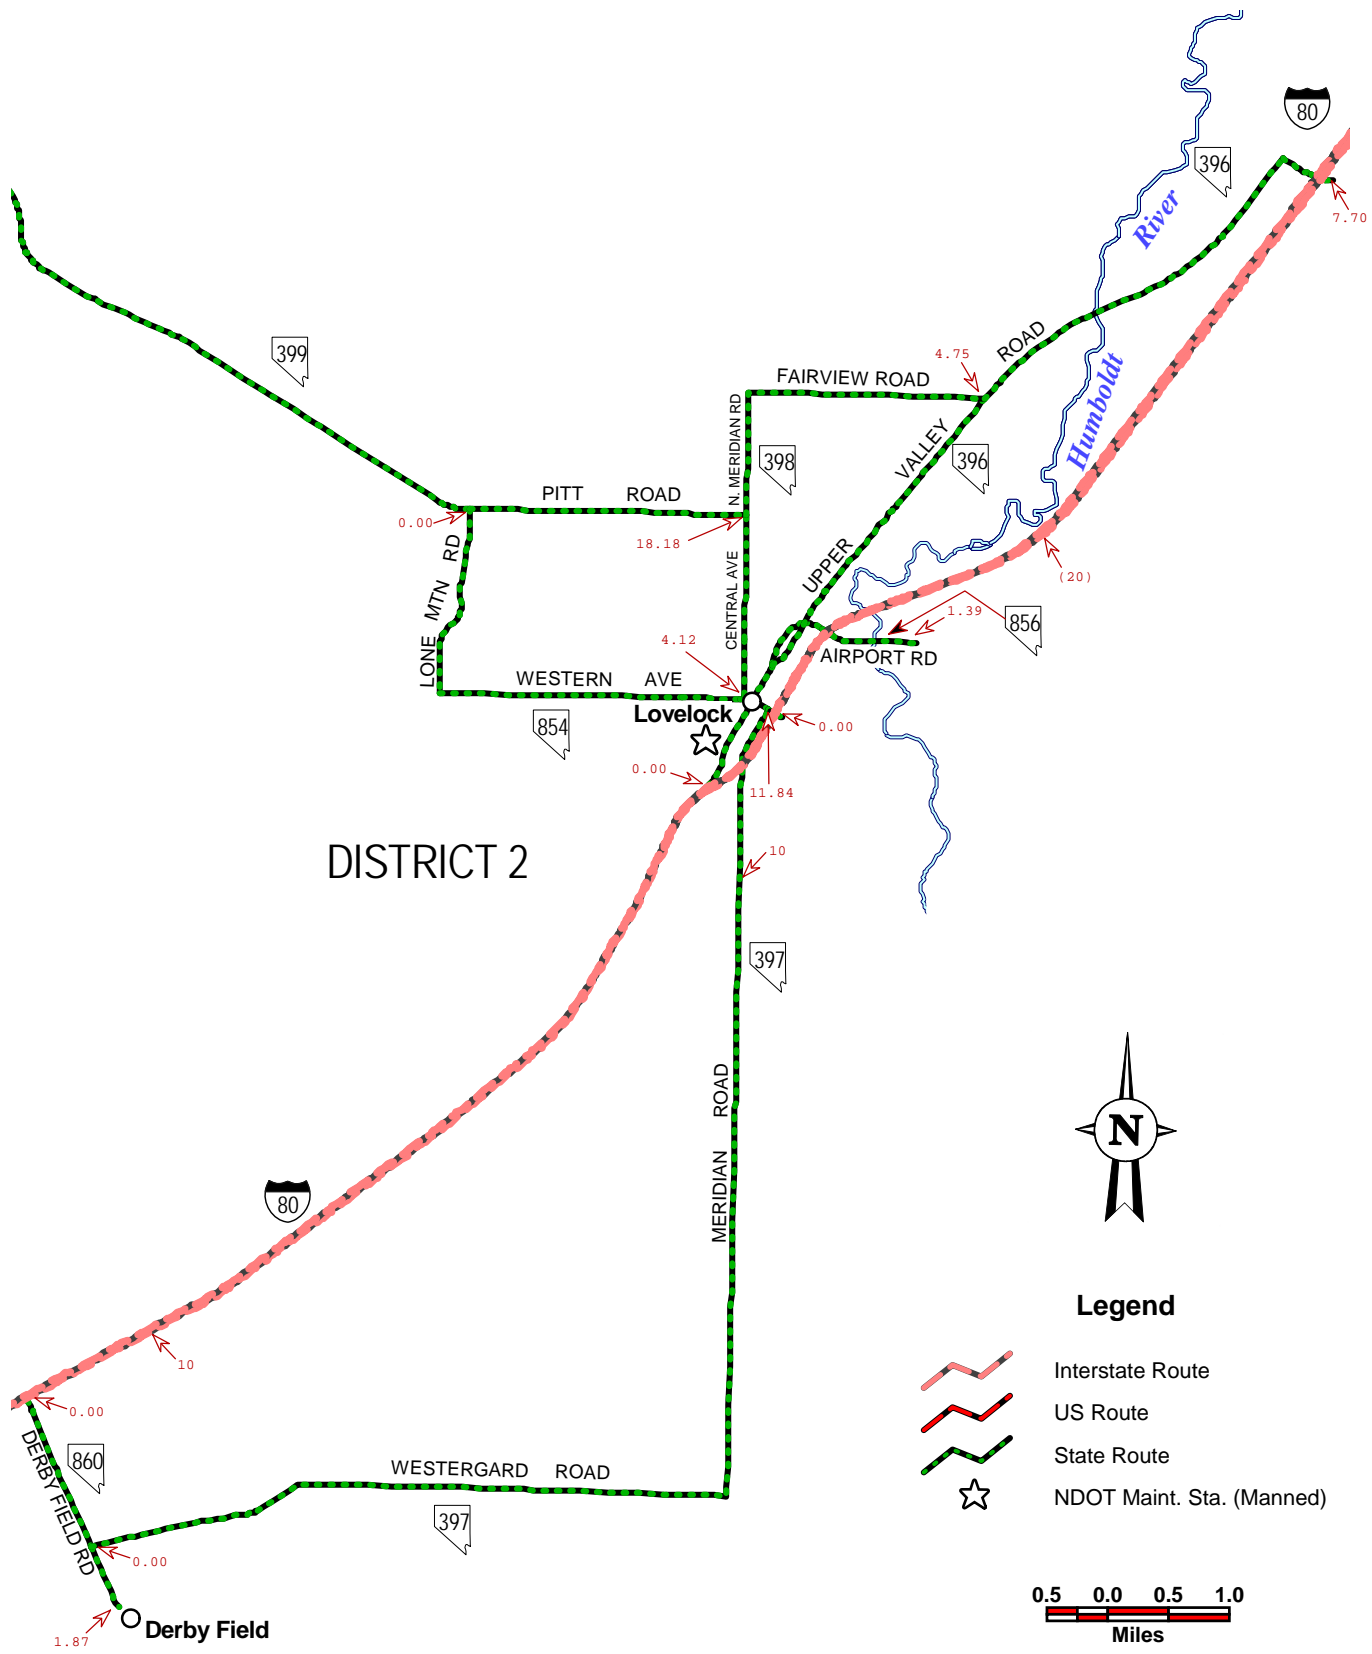 80
396
River
7.70
399
ROAD
4.75
FAIRVIEW ROAD
Humboldt
N. MERIDIAN RD
398
VALLEY
396
PITT ROAD
0.00
18.18
LONE MTN RD
CENTRAL AVE
UPPER
(20)
1.39
856
4.12
AIRPORT RD
WESTERN AVE
854
Lovelock
0.00
0.00
11.84
DISTRICT 2
10
397
MERIDIAN ROAD
N
80
Legend
10
Interstate Route
0.00
US Route
DERBY FIELD RD
860
State Route
WESTERGARD ROAD
NDOT Maint. Sta. (Manned)
397
0.00
0.5 0.0 0.5 1.0
Miles
Derby Field
1.87